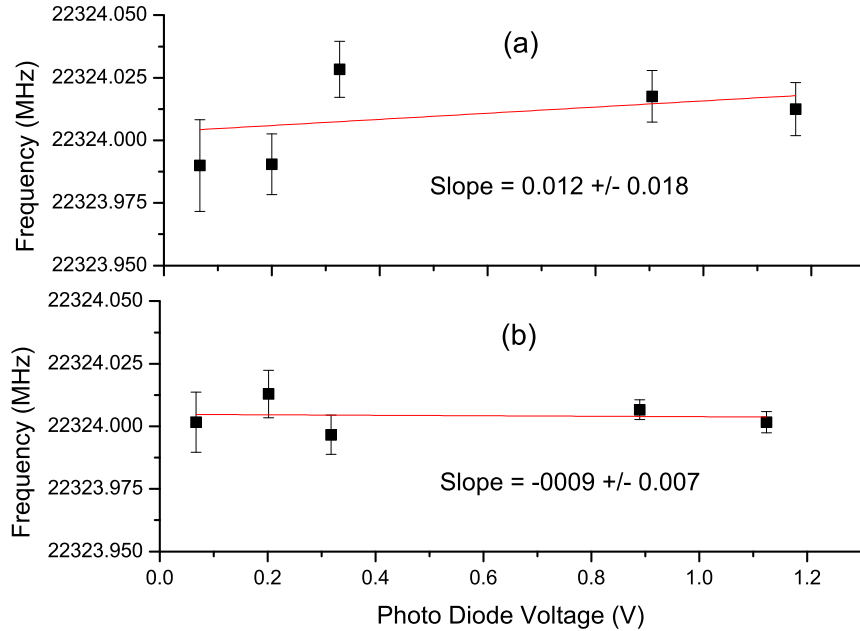 22324.050
(a)
22324.025
22324.000
Slope = 0.012 +/- 0.018
22323.975
22323.950
Frequency (MHz)
22324.050
(b)
22324.025
22324.000
Slope = -0009 +/- 0.007
22323.975
22323.950
Frequency (MHz)
0.0 0.2 0.4 0.6 0.8 1.0 1.2
Photo Diode Voltage (V)